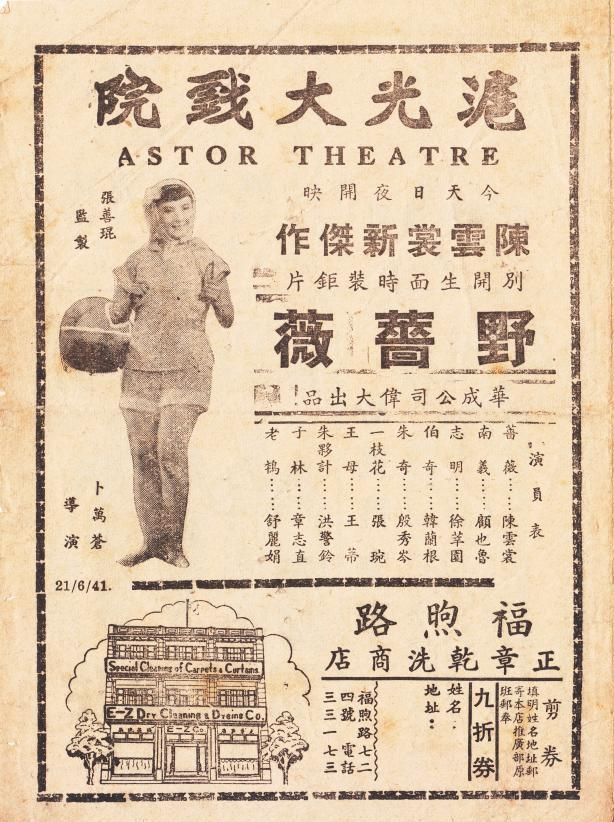 滬光大戲院
ASTOR THEATRE
今天日夜開映
陳雲裳新傑作
別開生面時裝鉅片
野薔薇
華成公司偉大出品
張善琨
監製
卜萬蒼
導演
演員表
薔薇……陳雲裳
南義……顧也魯
志明……徐莘園
伯奇……韓蘭根
朱奇……殷秀岑
一枝花……張琬
王母……王蒂
朱夥計……洪警鈴
子林……章志直
老鴇……舒麗娟
21/6/41.
福煦路
正章乾洗商店
剪券
填明姓名地址郵
寄本店推廣部原
班郵奉
九折券
姓名：
地址：
福煦路七二
四號電話
三三一七三
Special Cleaning of Carpets & Curtains
E-Z Dry Cleaning & Dyeing Co.
E-Z Co